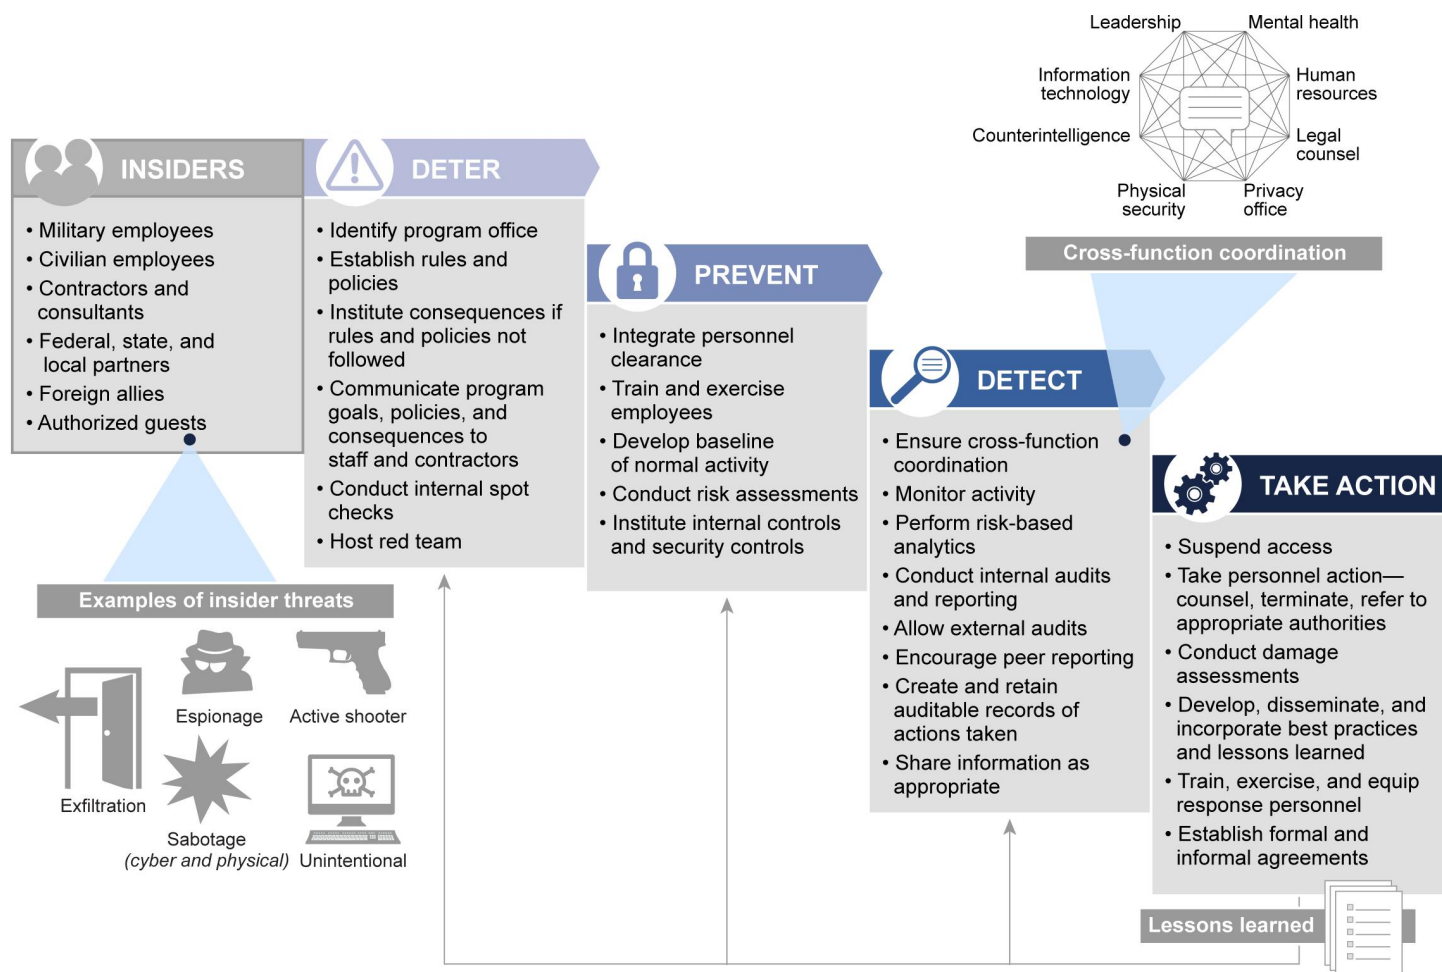 Leadership
Mental health
Information
technology
Human
resources
Counterintelligence
Legal
counsel
Physical
security
Privacy
office
Cross-function coordination
INSIDERS
• Military employees
• Civilian employees
• Contractors and
consultants
• Federal, state, and
local partners
• Foreign allies
• Authorized guests
Examples of insider threats
Exfiltration
Espionage
Active shooter
Sabotage
(cyber and physical)
Unintentional
DETER
• Identify program office
• Establish rules and
policies
• Institute consequences if
rules and policies not
followed
• Communicate program
goals, policies, and
consequences to
staff and contractors
• Conduct internal spot
checks
• Host red team
PREVENT
• Integrate personnel
clearance
• Train and exercise
employees
• Develop baseline
of normal activity
• Conduct risk assessments
• Institute internal controls
and security controls
DETECT
• Ensure cross-function
coordination
• Monitor activity
• Perform risk-based
analytics
• Conduct internal audits
and reporting
• Allow external audits
• Encourage peer reporting
• Create and retain
auditable records of
actions taken
• Share information as
appropriate
TAKE ACTION
• Suspend access
• Take personnel action—
counsel, terminate, refer to
appropriate authorities
• Conduct damage
assessments
• Develop, disseminate, and
incorporate best practices
and lessons learned
• Train, exercise, and equip
response personnel
• Establish formal and
informal agreements
Lessons learned